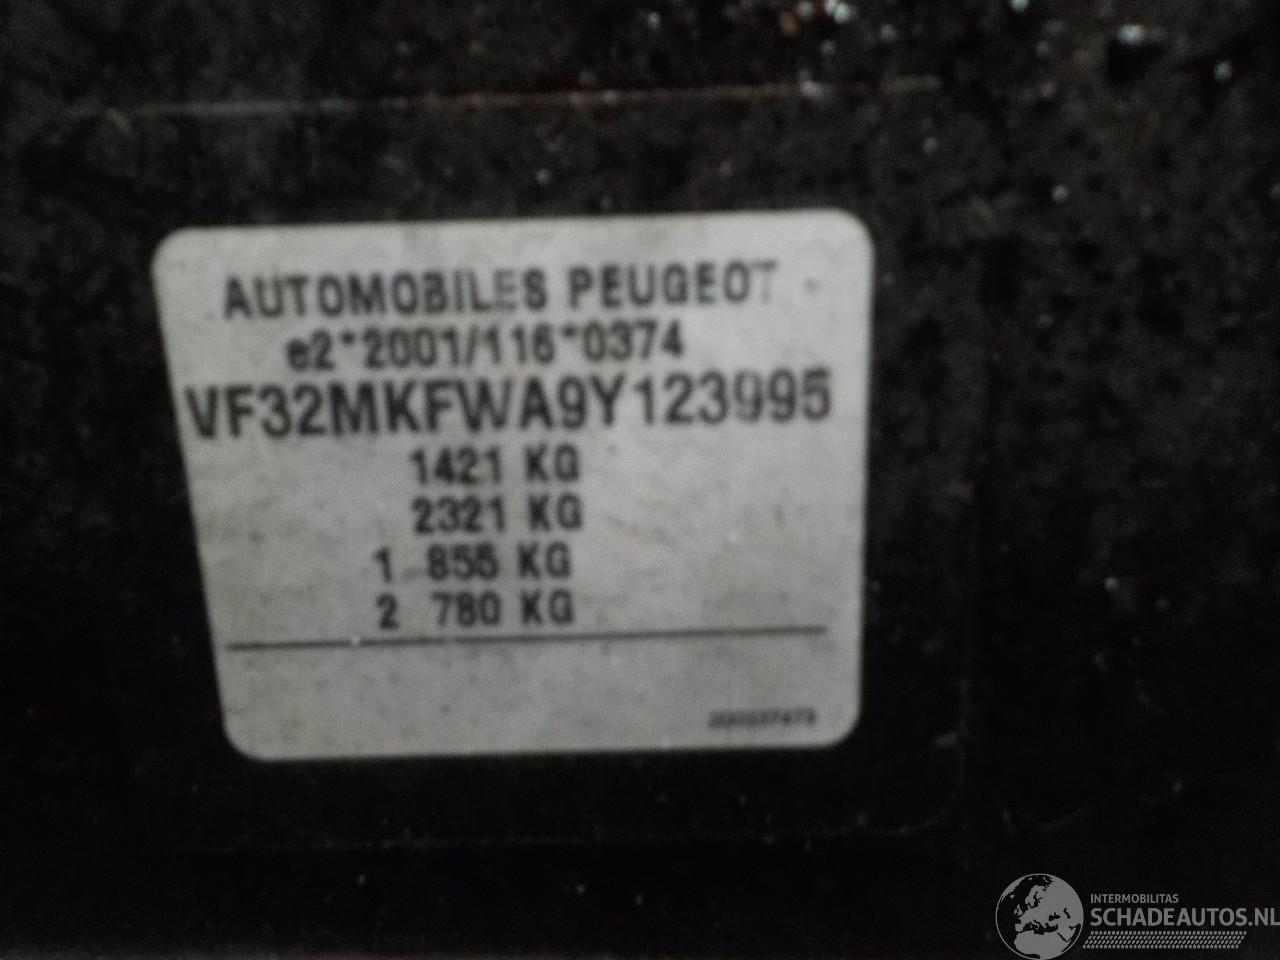 AUTOMOBILES PEUGEOT
e2*2001/116*0374
VF32MKFWA9Y123995
1421 KG
2321 KG
1 855 KG
2 780 KG
INTERMOBILITAS
SCHADEAUTOS.NL